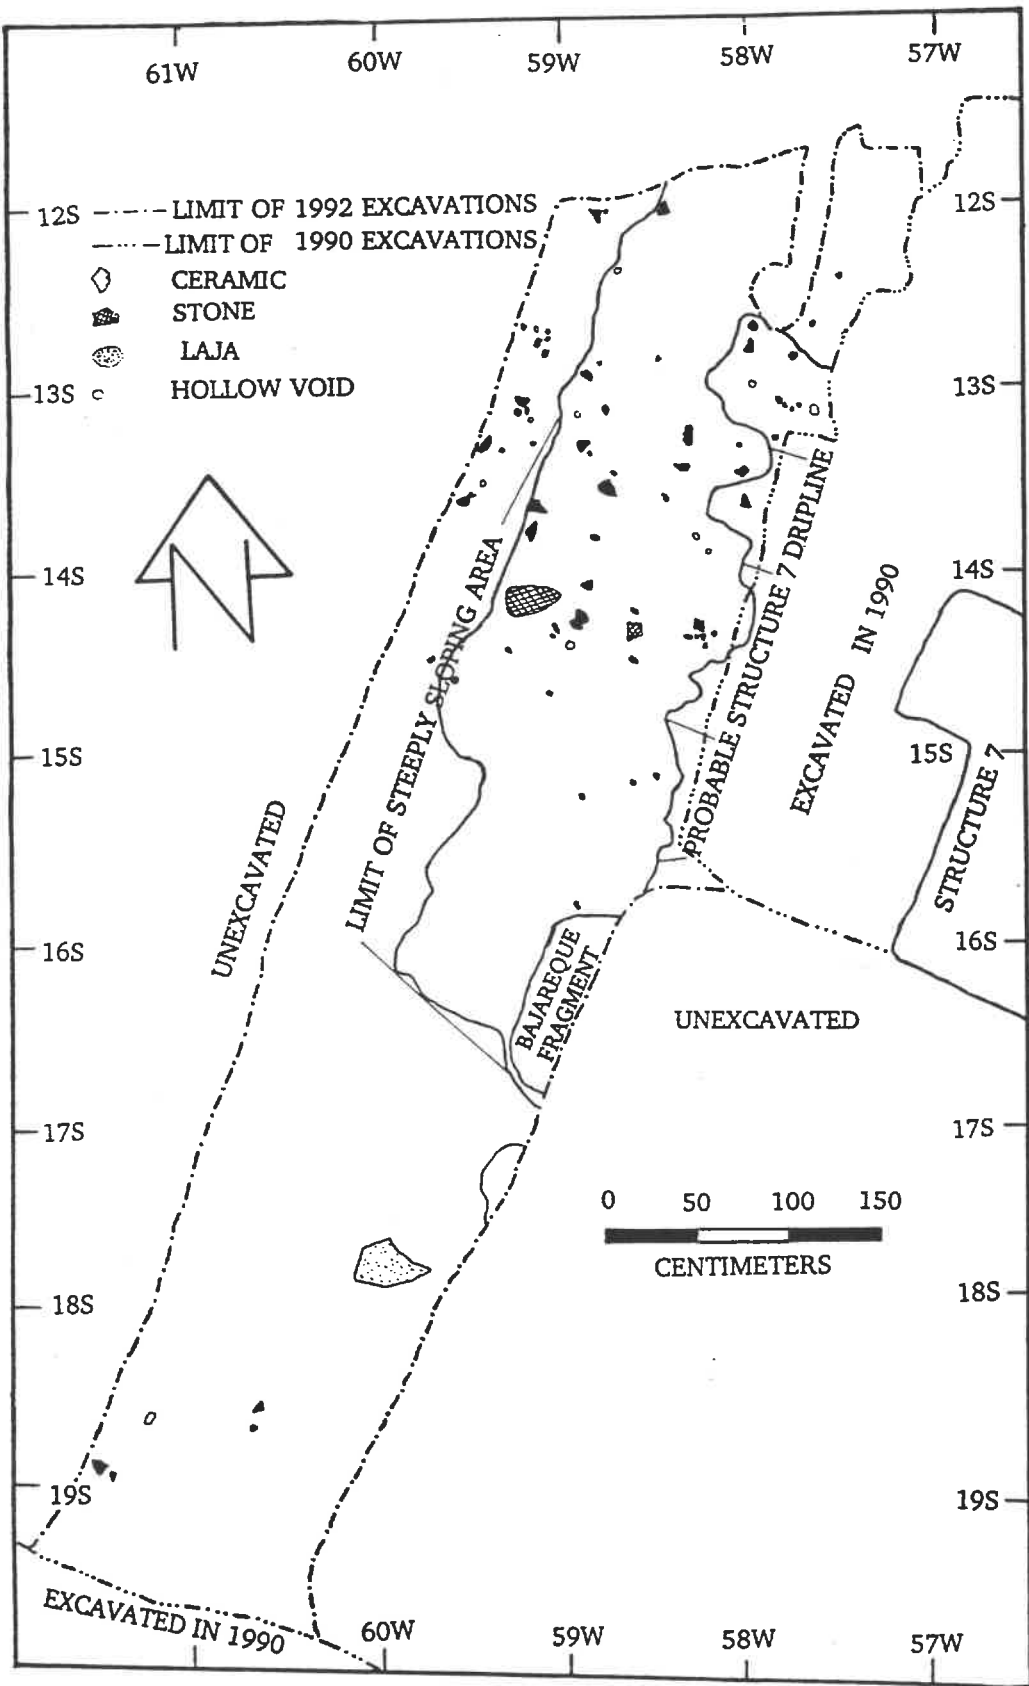 61W
60W
59W
58W
57W
12S
LIMIT OF 1992 EXCAVATIONS
12S
LIMIT OF 1990 EXCAVATIONS
CERAMIC
STONE
LAJA
13S
HOLLOW VOID
13S
14S
14S
LIMIT OF STEEPLY SLOPING AREA
PROBABLE STRUCTURE 7 DRIPLINE
EXCAVATED IN 1990
15S
15S
STRUCTURE 7
UNEXCAVATED
16S
16S
BAJAREQUE
FRAGMENT
UNEXCAVATED
17S
17S
0 50 100 150
CENTIMETERS
18S
18S
19S
19S
EXCAVATED IN 1990
60W
59W
58W
57W
N